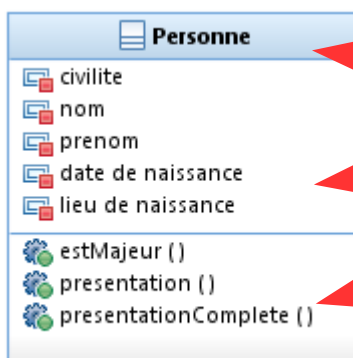 Personne
civilite
nom
prenom
date de naissance
lieu de naissance
estMajeur ()
presentation ()
presentationComplete ()